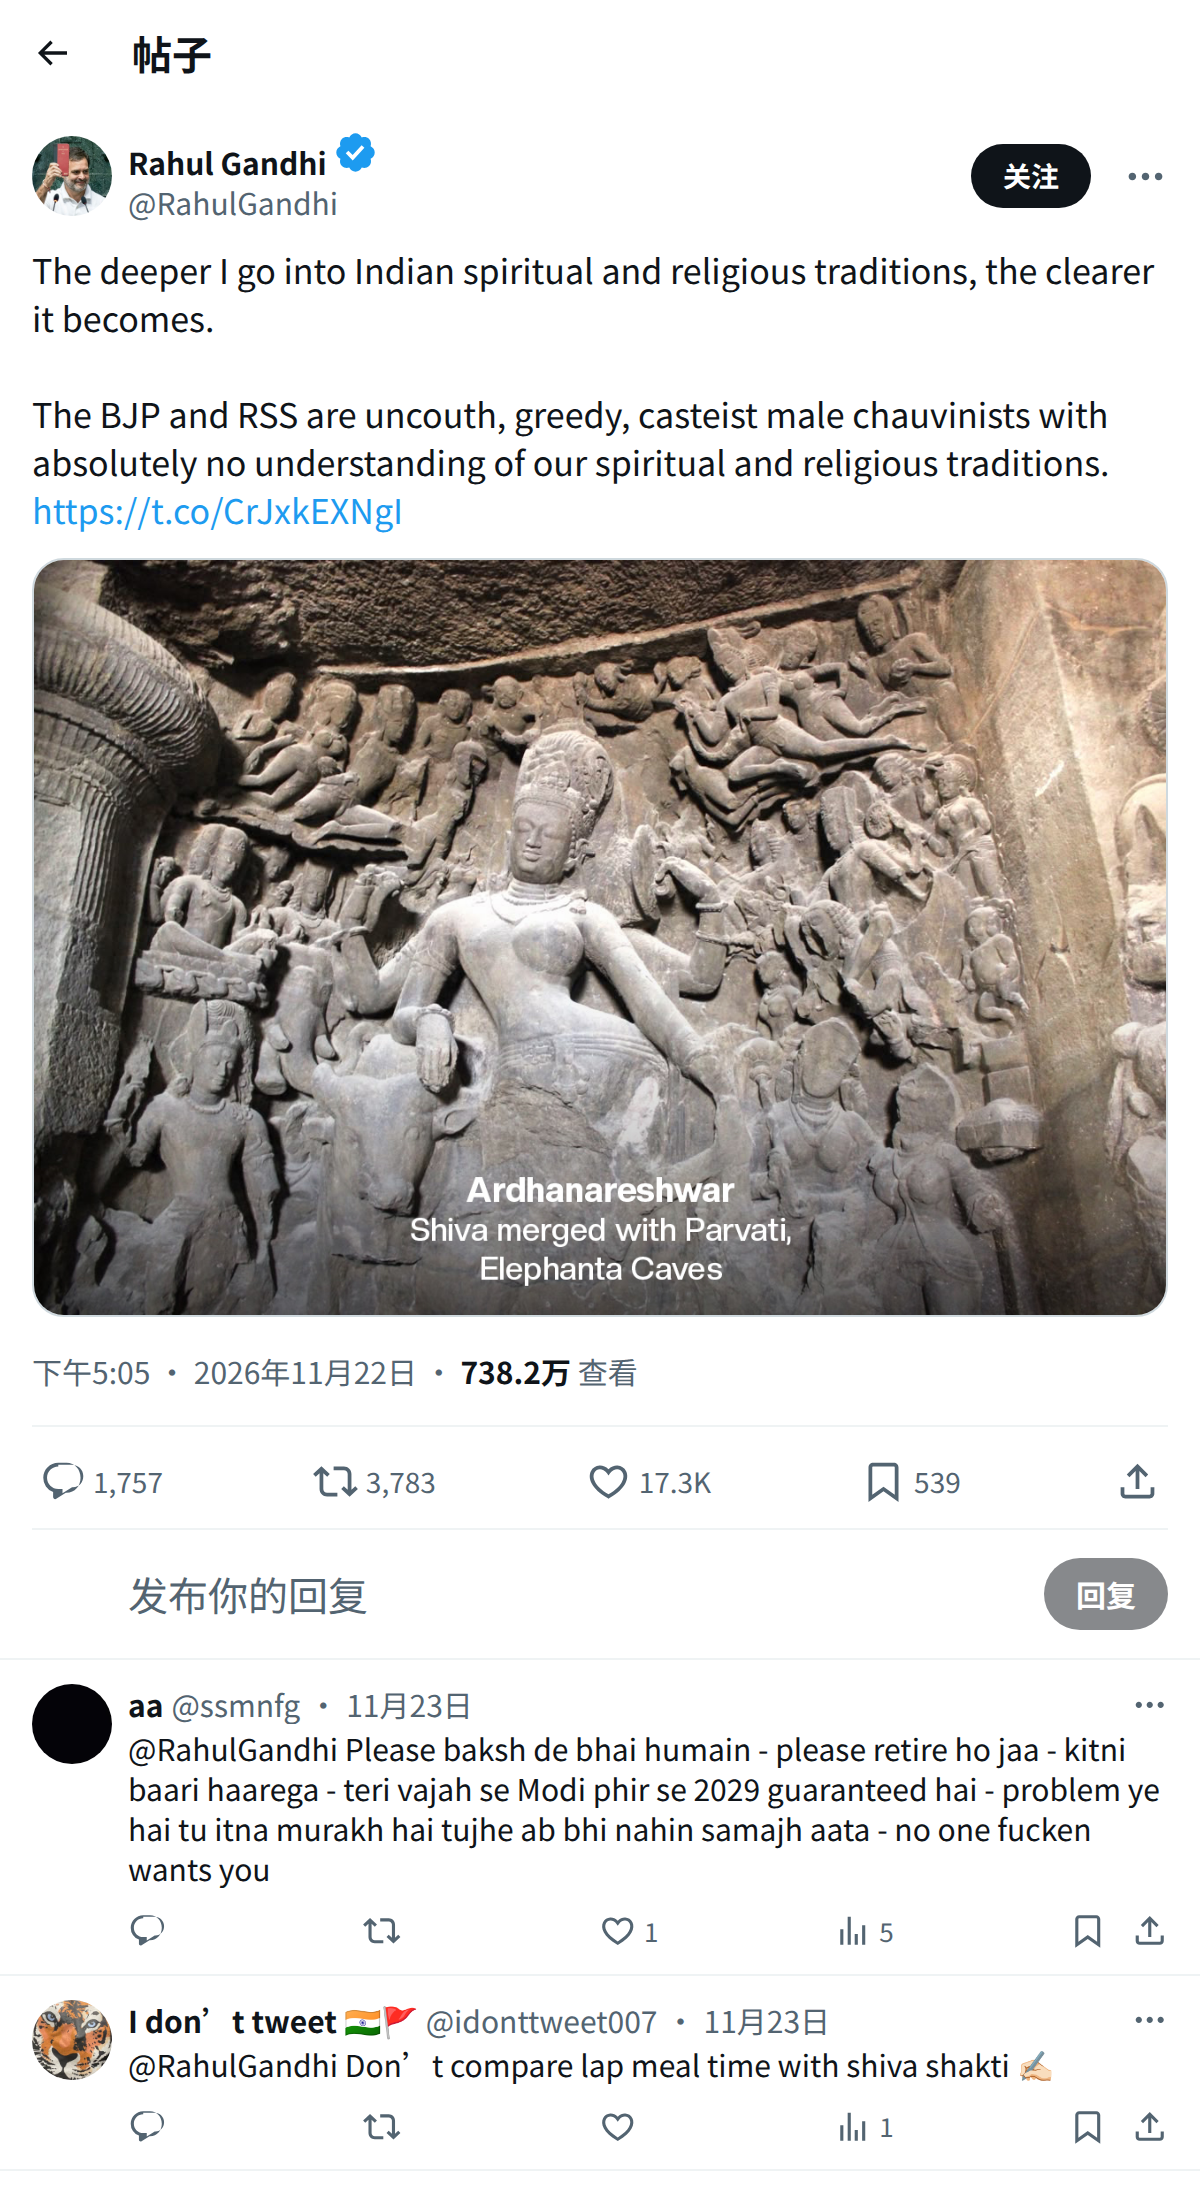 帖子
Rahul Gandhi
@RahulGandhi
关注
The deeper I go into Indian spiritual and religious traditions, the clearer
it becomes.
The BJP and RSS are uncouth, greedy, casteist male chauvinists with
absolutely no understanding of our spiritual and religious traditions.
https://t.co/CrJxkEXNgI
Ardhanareshwar
Shiva merged with Parvati,
Elephanta Caves
下午5:05 · 2026年11月22日 · 738.2万 查看
1,757 3,783 17.3K 539
发布你的回复
回复
aa @ssmnfg · 11月23日
@RahulGandhi Please baksh de bhai humain - please retire ho jaa - kitni
baari haarega - teri vajah se Modi phir se 2029 guaranteed hai - problem ye
hai tu itna murakh hai tujhe ab bhi nahin samajh aata - no one fucken
wants you
1 5
I don’t tweet 🇮🇳🚩 @idonttweet007 · 11月23日
@RahulGandhi Don’t compare lap meal time with shiva shakti ✍🏻
1